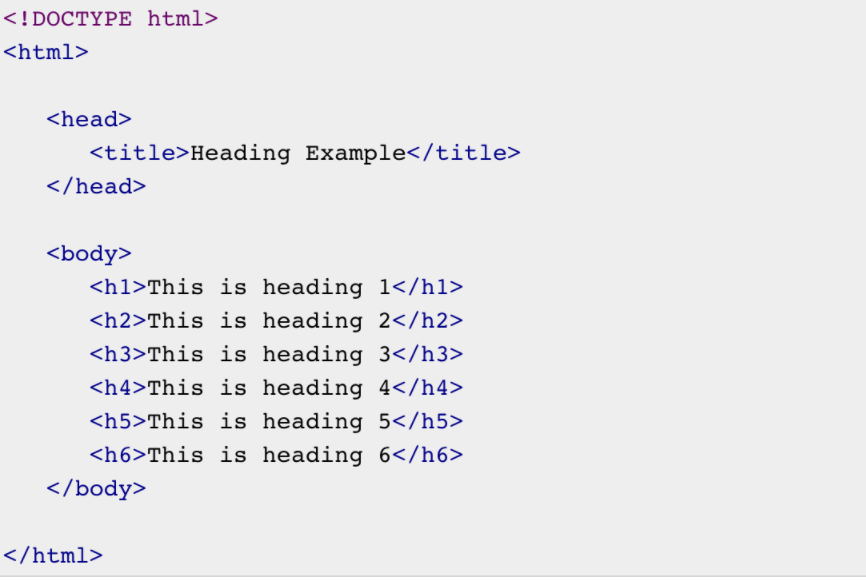 <!DOCTYPE html>
<html>
<head>
<title>Heading Example</title>
</head>
<body>
<h1>This is heading 1</h1>
<h2>This is heading 2</h2>
<h3>This is heading 3</h3>
<h4>This is heading 4</h4>
<h5>This is heading 5</h5>
<h6>This is heading 6</h6>
</body>
</html>